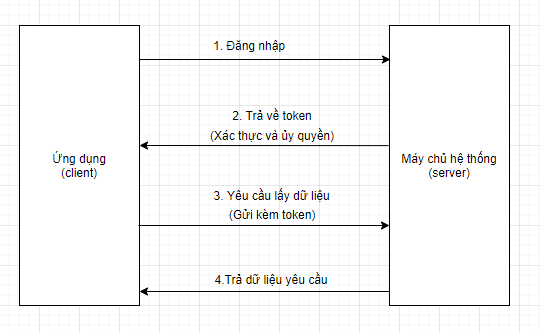 1. Đăng nhập
2. Trả về token
(Xác thực và ủy quyền)
Ứng dụng
(client)
Máy chủ hệ thống
(server)
3. Yêu cầu lấy dữ liệu
(Gửi kèm token)
4.Trả dữ liệu yêu cầu